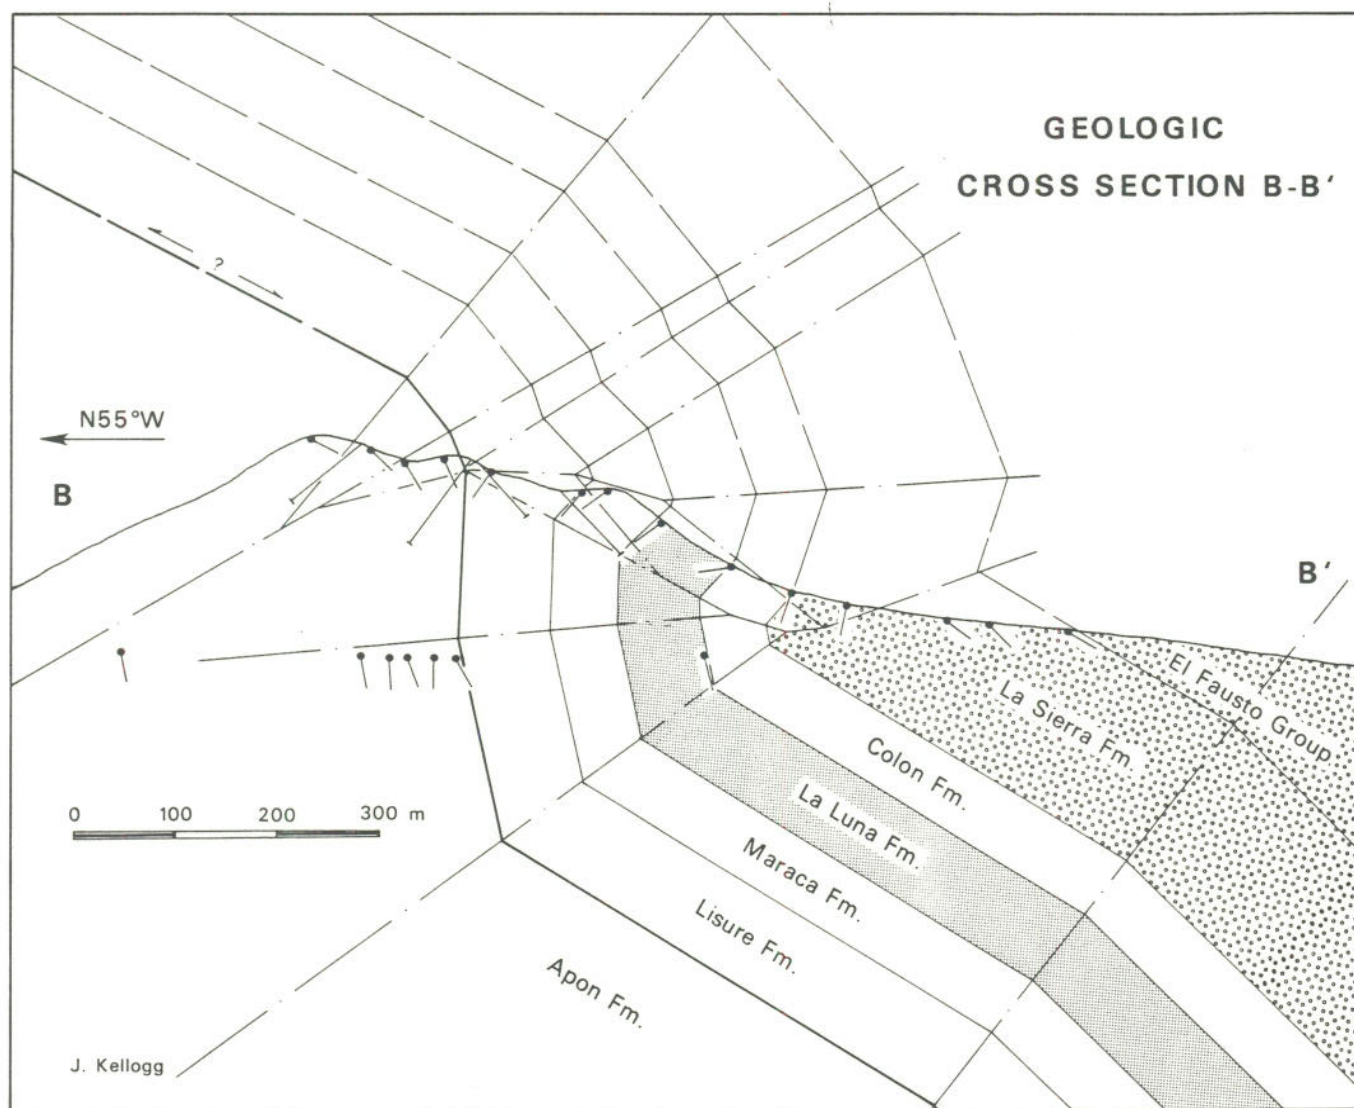 GEOLOGIC
CROSS SECTION B-B'
?
N55°W
B
B'
El Fausto Group
La Sierra Fm.
Colon Fm.
La Luna Fm.
Maraca Fm.
Lisure Fm.
Apon Fm.
0 100 200 300 m
J. Kellogg